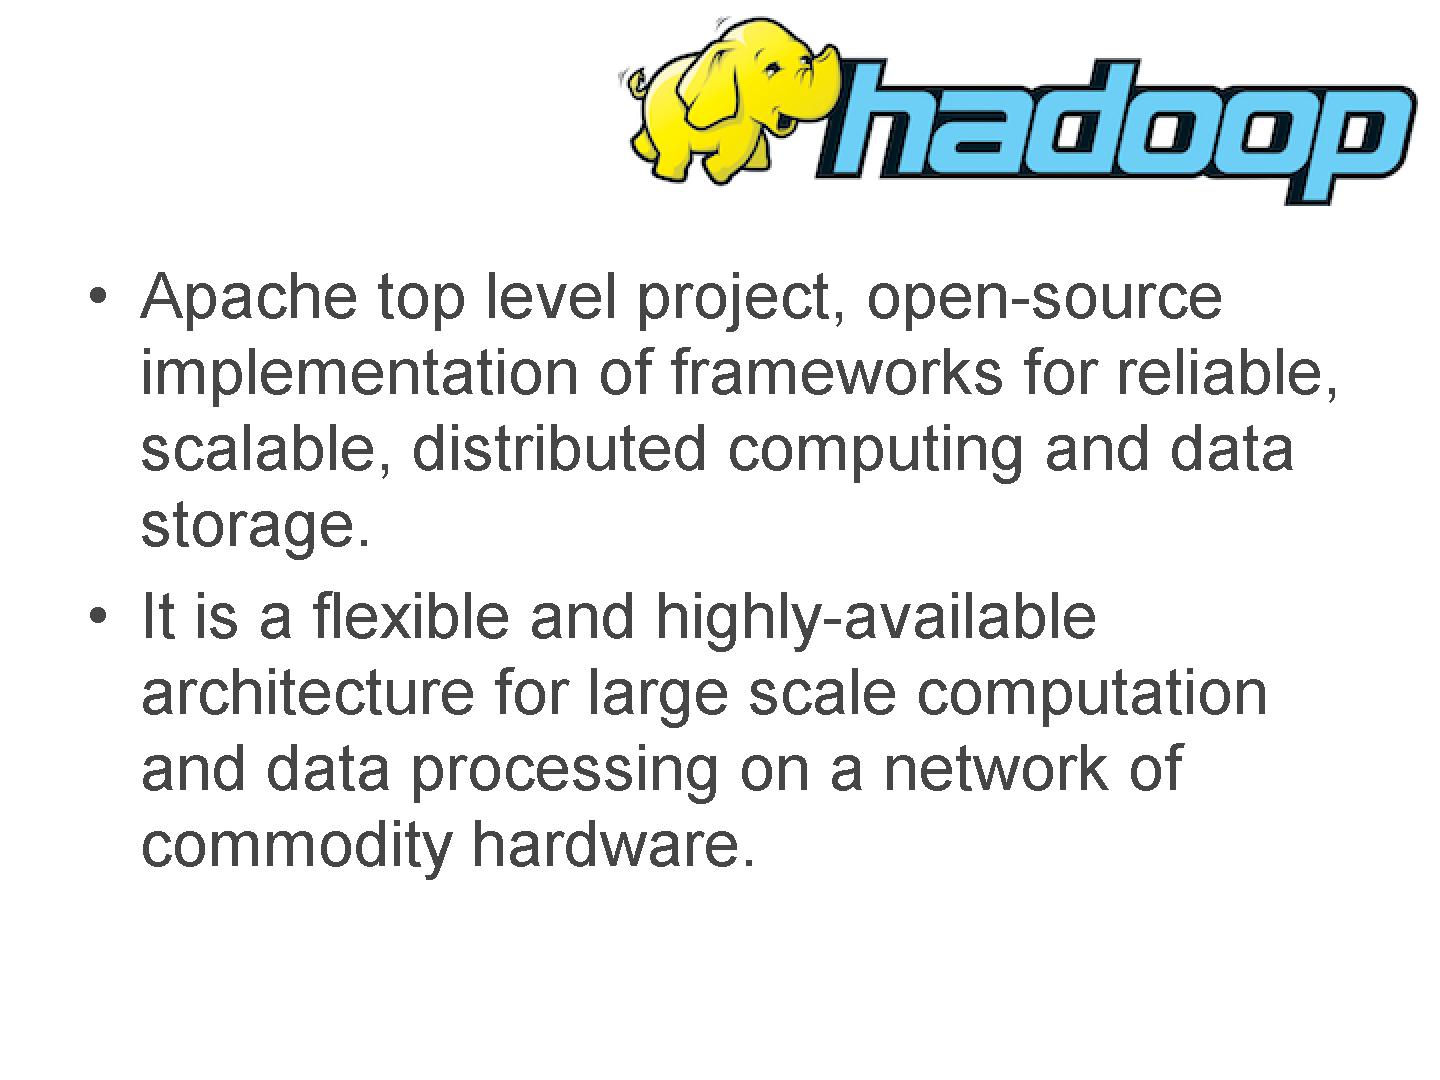 hadoop
• Apache top level project, open-source
implementation of frameworks for reliable,
scalable, distributed computing and data
storage.
• It is a flexible and highly-available
architecture for large scale computation
and data processing on a network of
commodity hardware.